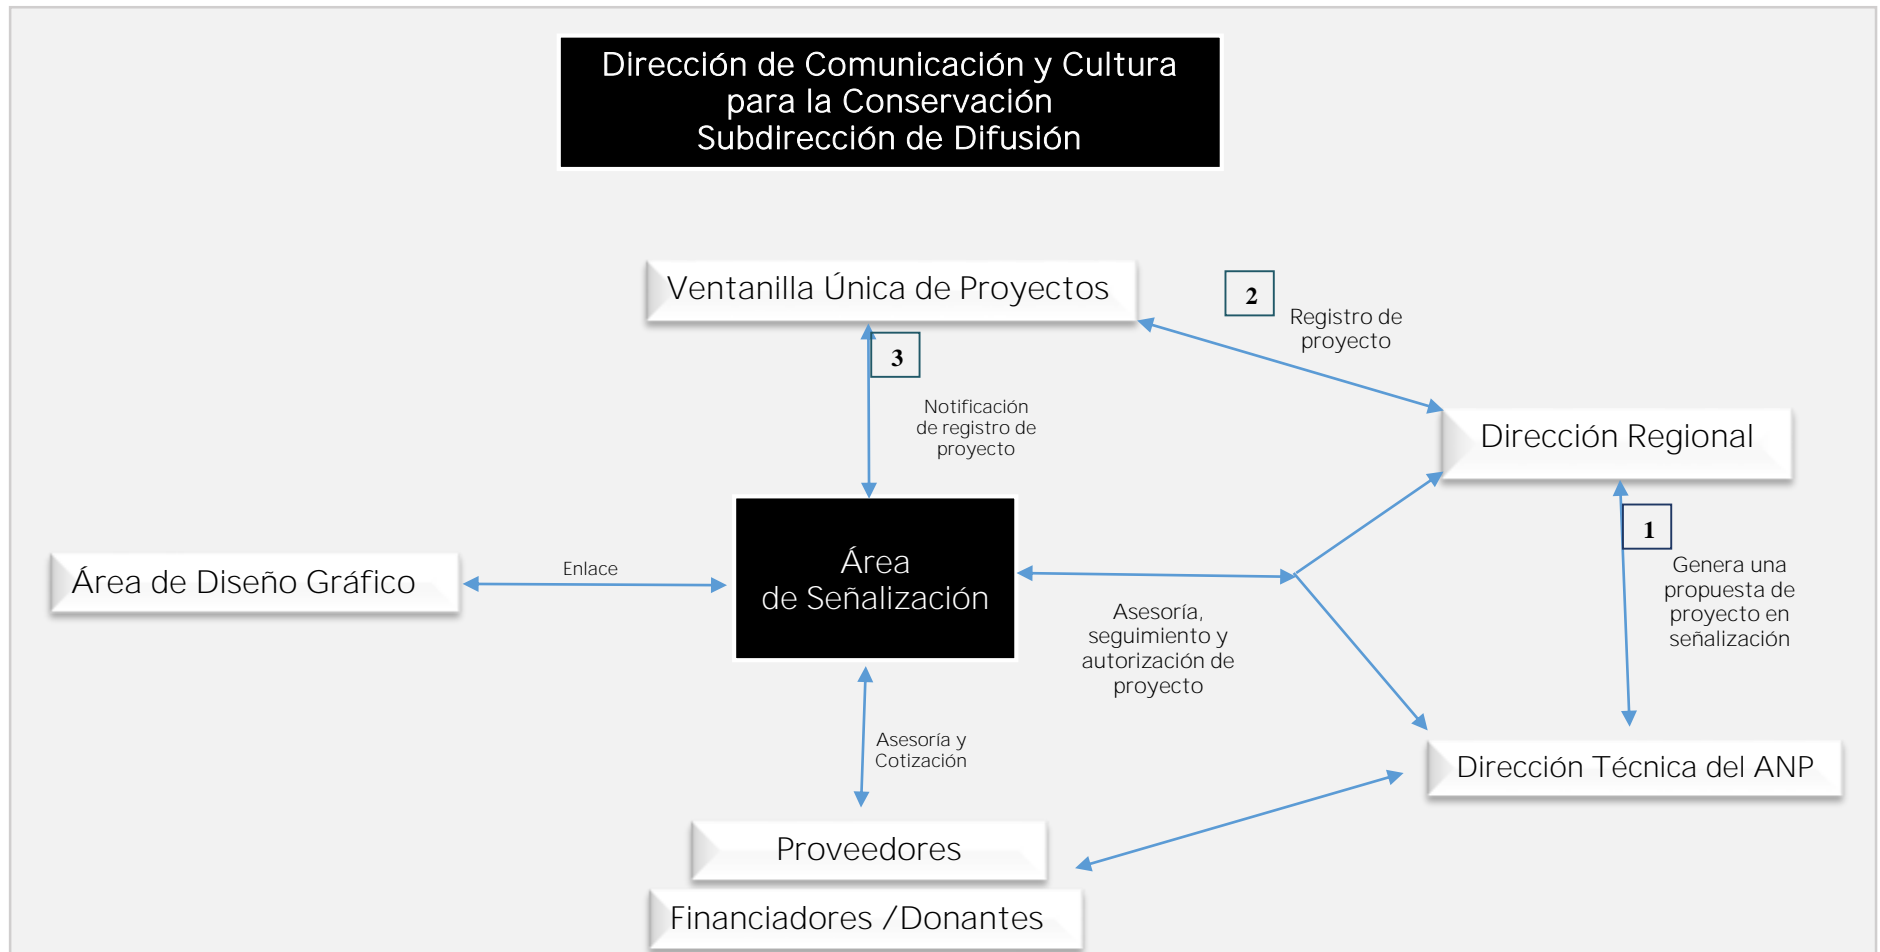 Dirección de Comunicación y Cultura
para la Conservación
Subdirección de Difusión
Ventanilla Única de Proyectos
2
Registro de
proyecto
3
Notificación
de registro de
proyecto
Dirección Regional
1
Genera una
propuesta de
proyecto en
señalización
Área de Diseño Gráfico
Enlace
Área
de Señalización
Asesoría,
seguimiento y
autorización de
proyecto
Asesoría y
Cotización
Dirección Técnica del ANP
Proveedores
Financiadores /Donantes